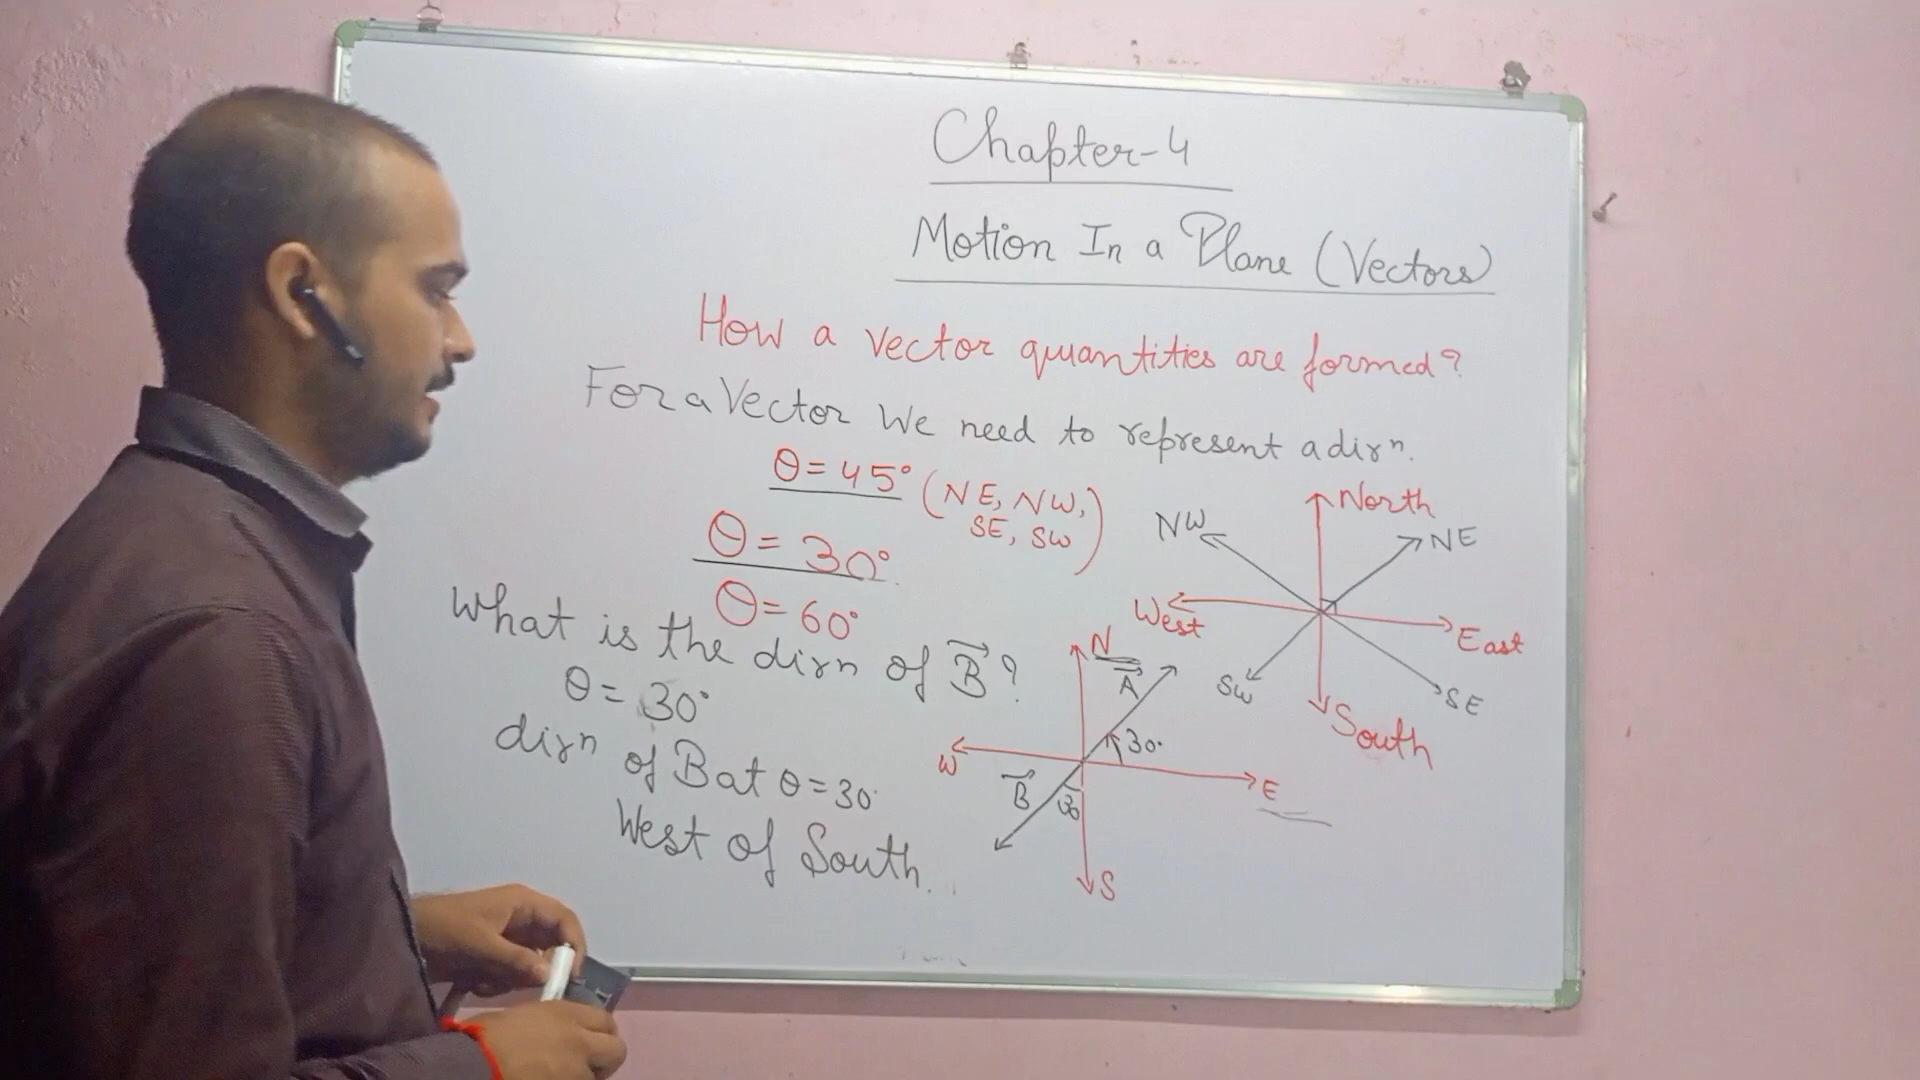 Chapter-4
Motion In a Plane (Vectors)
How a vector quantities are formed?
For a Vector We need to represent a dirn.
θ = 45° (NE, NW,
SE, SW)
θ = 30°
θ = 60°
What is the dirn of B⃗?
θ = 30°
dirn of B at θ = 30°
West of South.
North
NW
NE
West
East
SW
SE
South
N
A⃗
30°
W
E
B⃗
30
S